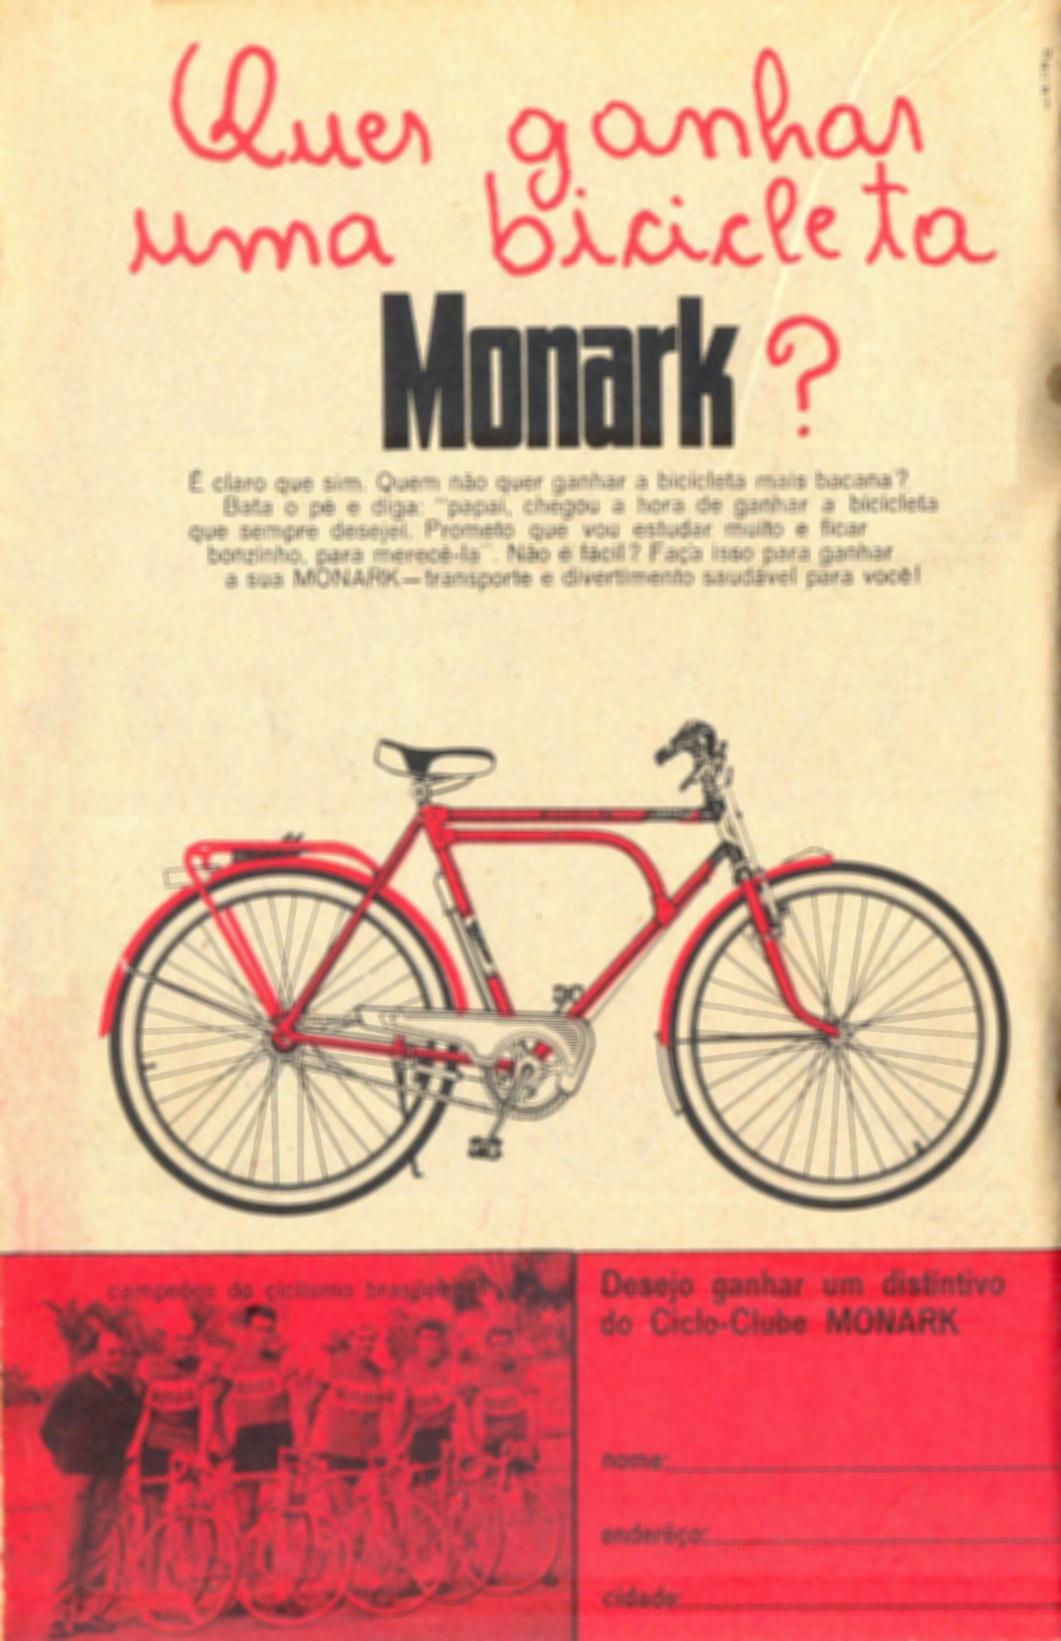 Quer ganhar
uma bicicleta
Monark?
É claro que sim. Quem não quer ganhar a bicicleta mais bacana?
Bata o pé e diga: "papai, chegou a hora de ganhar a bicicleta
que sempre desejei. Prometo que vou estudar muito e ficar
bonzinho, para merecê-la". Não é fácil? Faça isso para ganhar
a sua MONARK—transporte e divertimento saudável para você!
campeões do ciclismo brasileiro
Desejo ganhar um distintivo
do Ciclo-Clube MONARK
nome:
enderêço:
cidade: